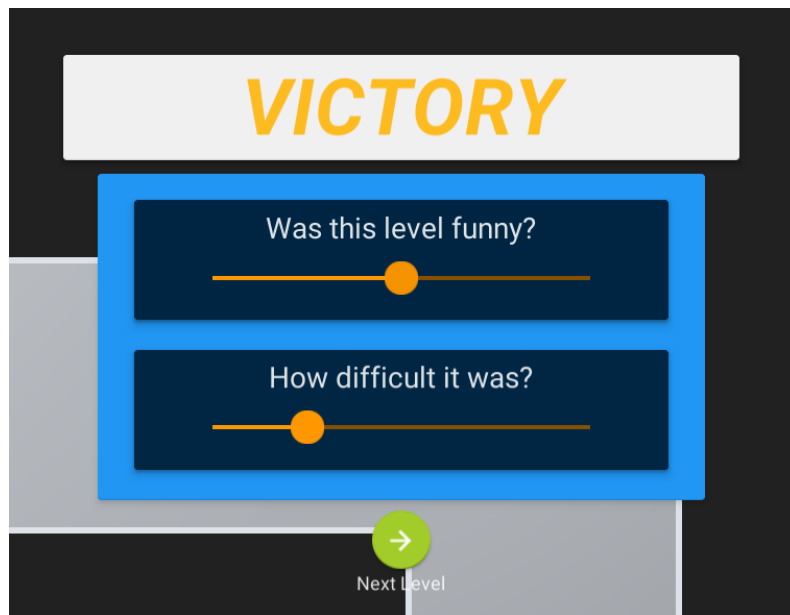 VICTORY
Was this level funny?
How difficult it was?
Next Level